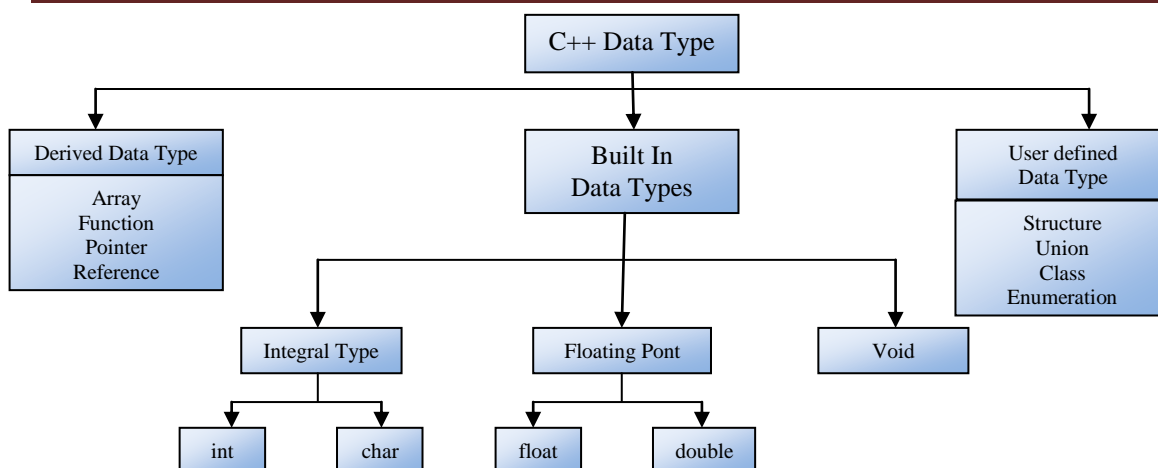 C++ Data Type
Derived Data Type
Array
Function
Pointer
Reference
Built In
Data Types
User defined
Data Type
Structure
Union
Class
Enumeration
Integral Type
Floating Pont
Void
int
char
float
double